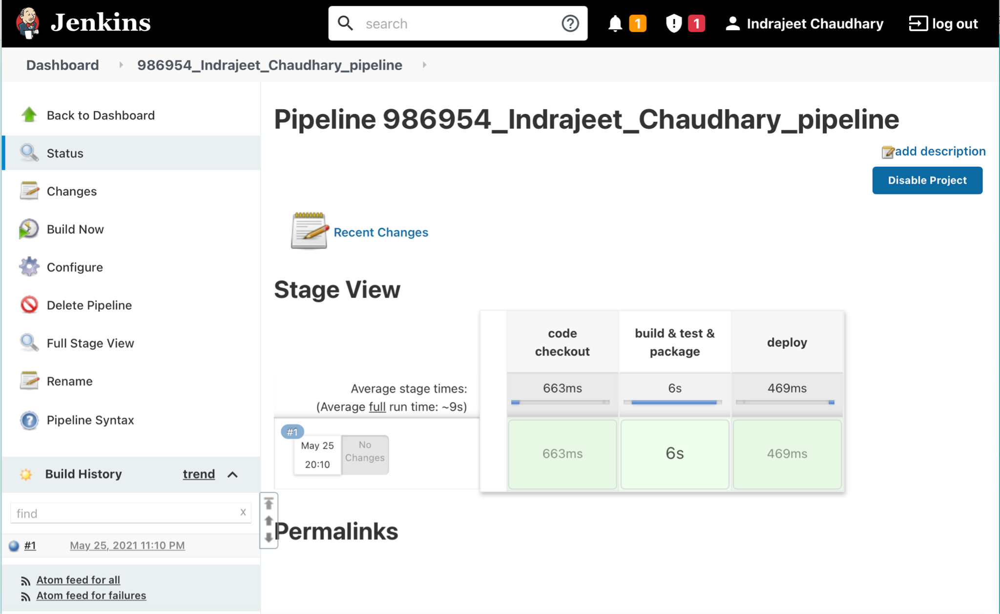 Jenkins
search
1
1
Indrajeet Chaudhary
log out
Dashboard
986954_Indrajeet_Chaudhary_pipeline
Back to Dashboard
Status
Changes
Build Now
Configure
Delete Pipeline
Full Stage View
Rename
Pipeline Syntax
Build History
trend
find
x
#1
May 25, 2021 11:10 PM
Atom feed for all
Atom feed for failures
Pipeline 986954_Indrajeet_Chaudhary_pipeline
add description
Disable Project
Recent Changes
Stage View
code
checkout
build & test &
package
deploy
Average stage times:
(Average full run time: ~9s)
663ms
6s
469ms
#1
May 25
20:10
No
Changes
663ms
6s
469ms
Permalinks